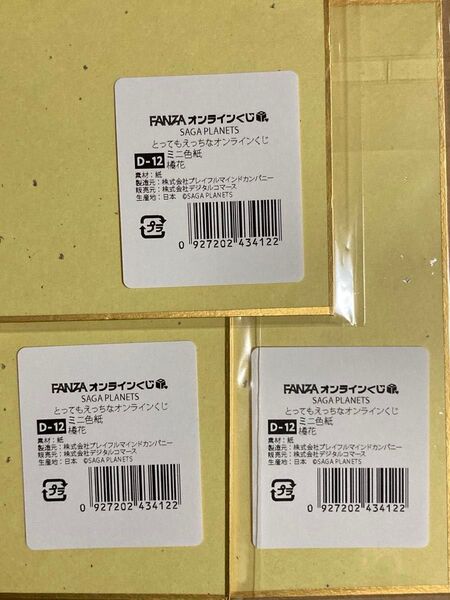 FANZA オンラインくじ
SAGA PLANETS
とってもえっちなオンラインくじ
D-12 ミニ色紙
椿花
素材：紙
製造元：株式会社プレイフルマインドカンパニー
販売元：株式会社デジタルコマース
生産地：日本 ©SAGA PLANETS
プラ
0 927202 434122
FANZA オンラインくじ
SAGA PLANETS
とってもえっちなオンラインくじ
D-12 ミニ色紙
椿花
素材：紙
製造元：株式会社プレイフルマインドカンパニー
販売元：株式会社デジタルコマース
生産地：日本 ©SAGA PLANETS
プラ
0 927202 434122
FANZA オンラインくじ
SAGA PLANETS
とってもえっちなオンラインくじ
D-12 ミニ色紙
椿花
素材：紙
製造元：株式会社プレイフルマインドカンパニー
販売元：株式会社デジタルコマース
生産地：日本 ©SAGA PLANETS
プラ
0 927202 434122